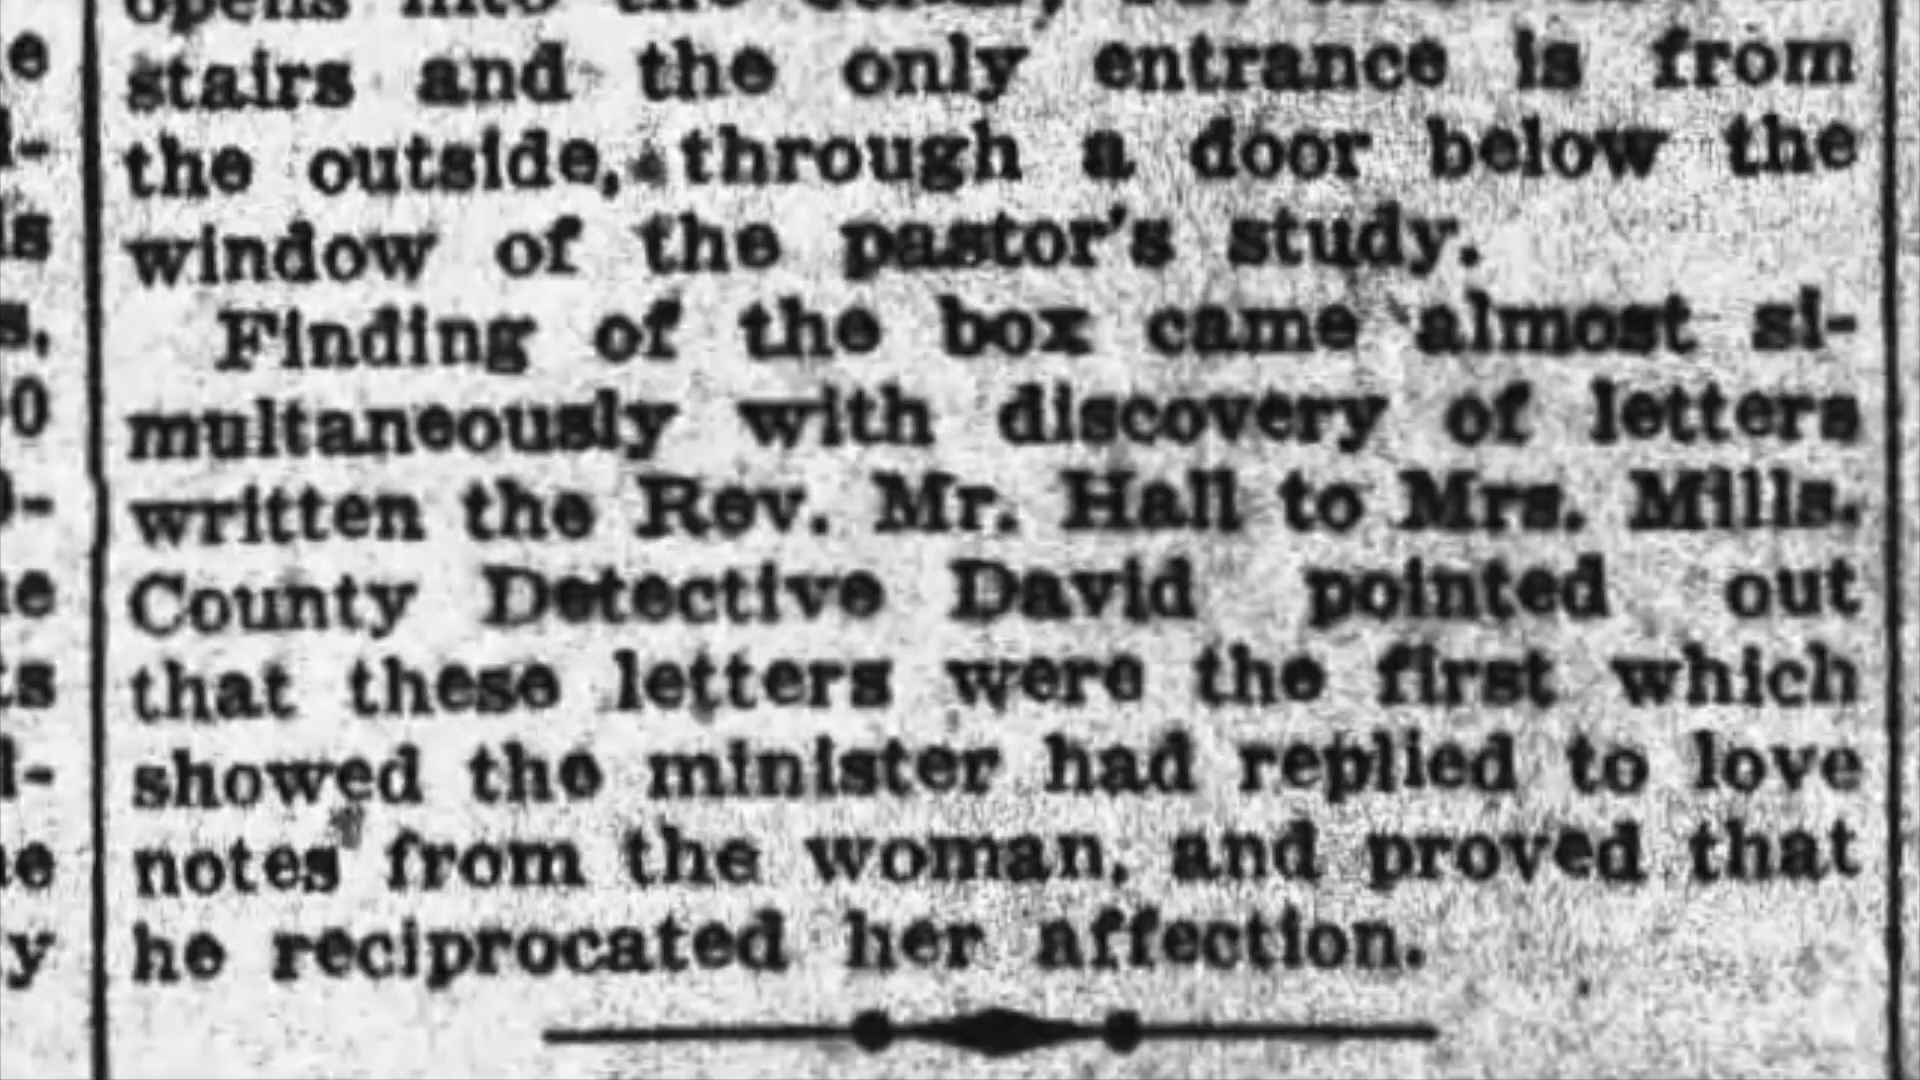 opens into the
stairs and the only entrance is from
the outside, through a door below the
window of the pastor's study.
Finding of the box came almost si-
multaneously with discovery of letters
written the Rev. Mr. Hall to Mrs. Mills.
County Detective David pointed out
that these letters were the first which
showed the minister had replied to love
notes from the woman, and proved that
he reciprocated her affection.